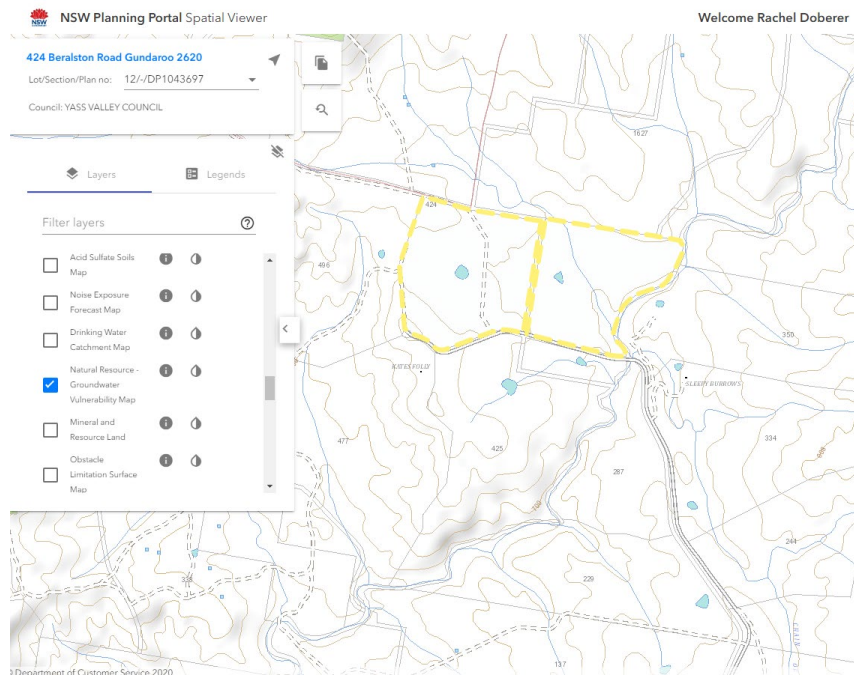 NSW
NSW Planning Portal Spatial Viewer
Welcome Rachel Doberer
424 Beralston Road Gundaroo 2620
Lot/Section/Plan no: 12/-/DP1043697
Council: YASS VALLEY COUNCIL
Layers
Legends
Filter layers
Acid Sulfate Soils
Map
Noise Exposure
Forecast Map
Drinking Water
Catchment Map
Natural Resource -
Groundwater
Vulnerability Map
Mineral and
Resource Land
Obstacle
Limitation Surface
Map
1627
424
496
350
KATES FOLLY
SLEEPY BURROWS
477
425
334
287
700
244
338
229
137
© Department of Customer Service 2020